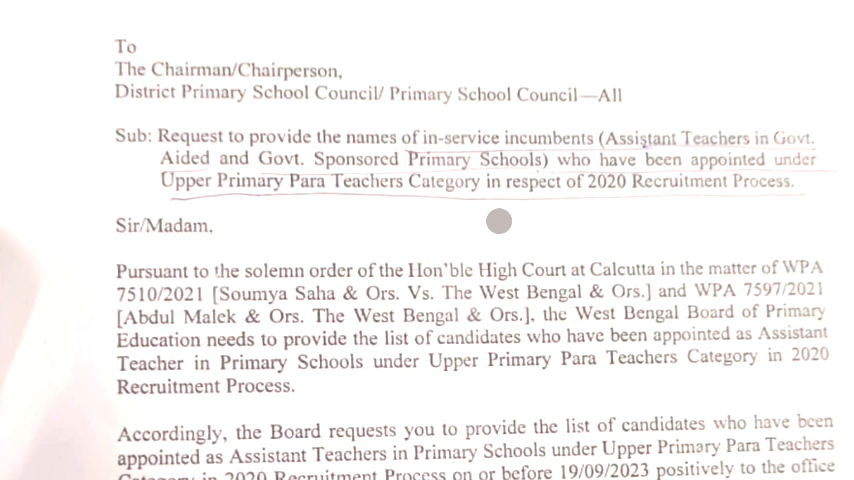 To
The Chairman/Chairperson,
District Primary School Council/ Primary School Council—All
Sub: Request to provide the names of in-service incumbents (Assistant Teachers in Govt.
Aided and Govt. Sponsored Primary Schools) who have been appointed under
Upper Primary Para Teachers Category in respect of 2020 Recruitment Process.
Sir/Madam,
Pursuant to the solemn order of the Hon'ble High Court at Calcutta in the matter of WPA
7510/2021 [Soumya Saha & Ors. Vs. The West Bengal & Ors.] and WPA 7597/2021
[Abdul Malek & Ors. The West Bengal & Ors.], the West Bengal Board of Primary
Education needs to provide the list of candidates who have been appointed as Assistant
Teacher in Primary Schools under Upper Primary Para Teachers Category in 2020
Recruitment Process.
Accordingly, the Board requests you to provide the list of candidates who have been
appointed as Assistant Teachers in Primary Schools under Upper Primary Para Teachers
Category in 2020 Recruitment Process on or before 19/09/2023 positively to the office